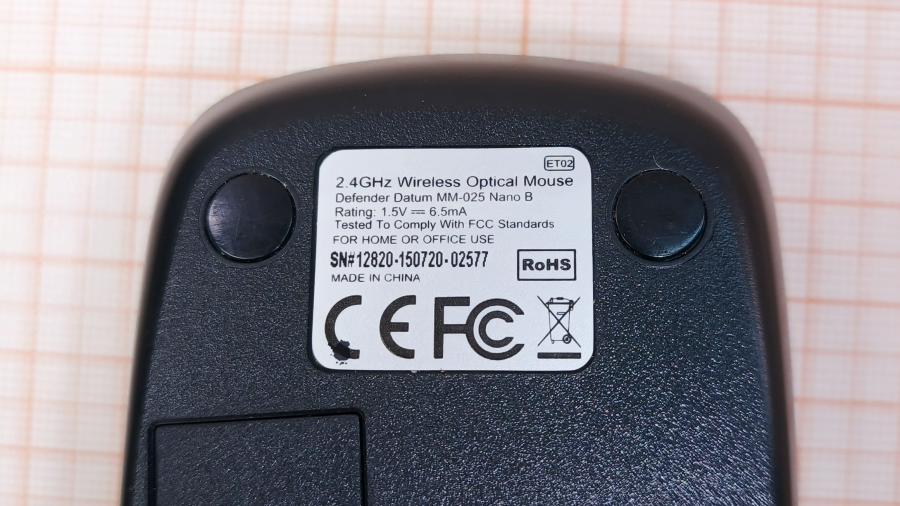 ET02
2.4GHz Wireless Optical Mouse
Defender Datum MM-025 Nano B
Rating: 1.5V ⎓ 6.5mA
Tested To Comply With FCC Standards
FOR HOME OR OFFICE USE
SN#12820-150720-02577
RoHS
MADE IN CHINA
CE FC